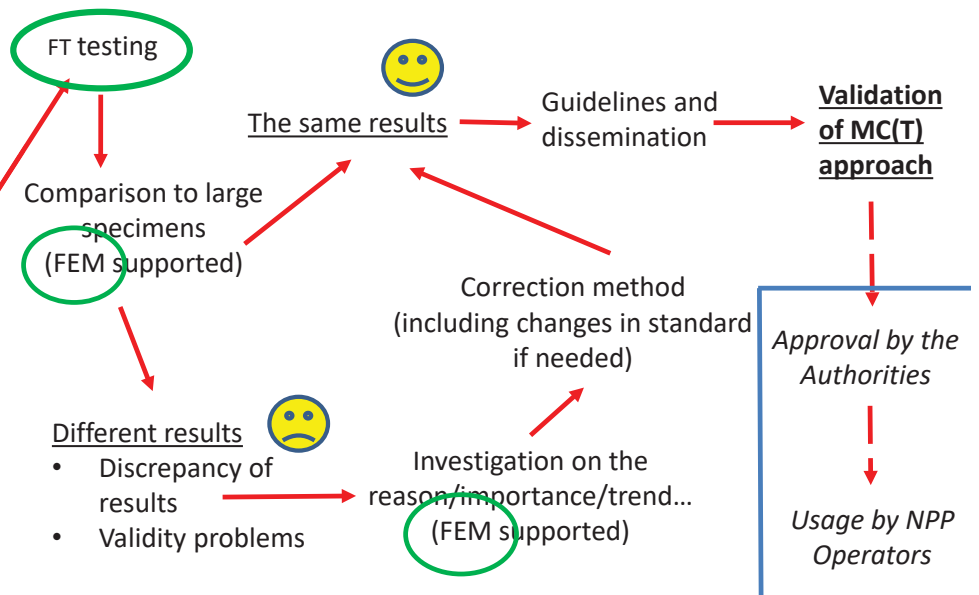 FT testing
Comparison to large
specimens
(FEM supported)
The same results
Guidelines and
dissemination
Validation
of MC(T)
approach
Different results
• Discrepancy of
results
• Validity problems
Investigation on the
reason/importance/trend...
(FEM supported)
Correction method
(including changes in standard
if needed)
Approval by the
Authorities
Usage by NPP
Operators